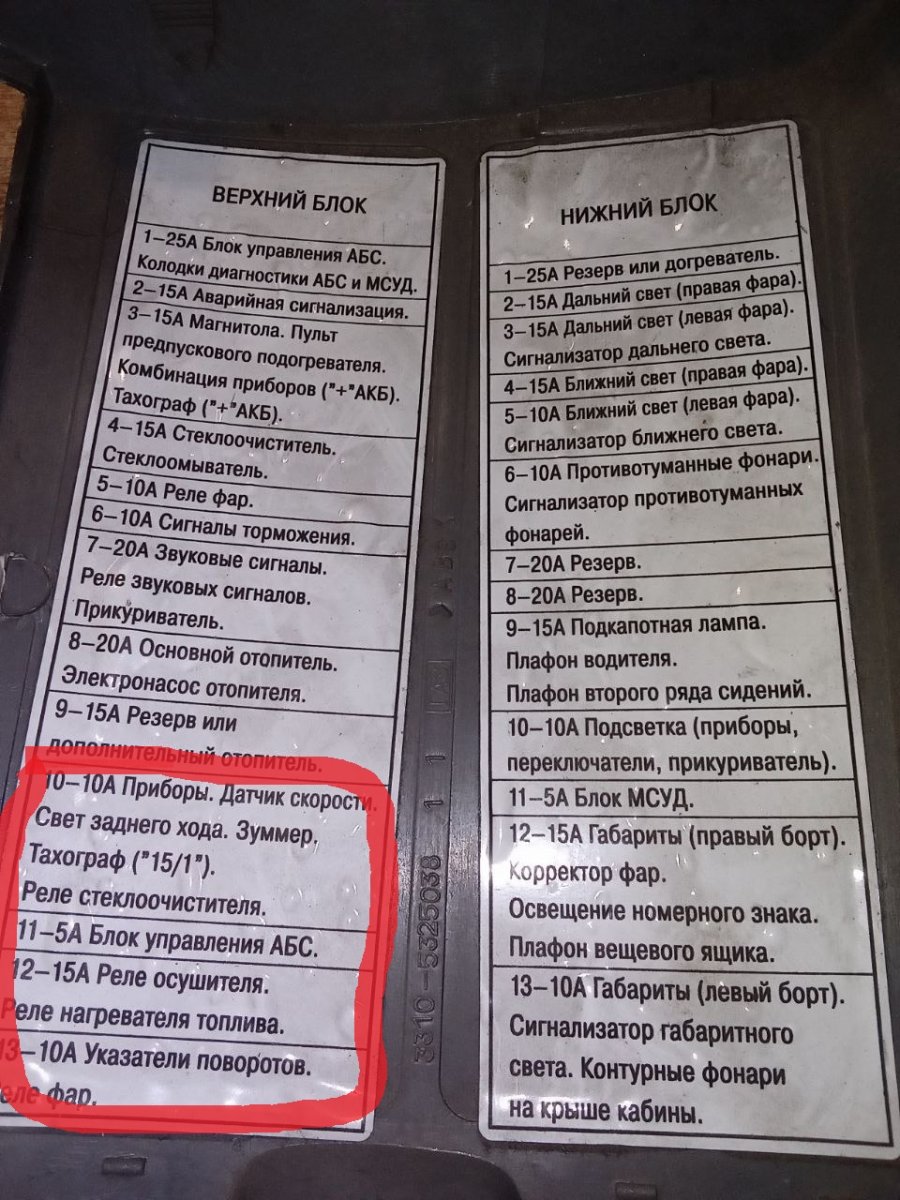 ВЕРХНИЙ БЛОК
1–25А Блок управления АБС.
Колодки диагностики АБС и МСУД.
2–15А Аварийная сигнализация.
3–15А Магнитола. Пульт
предпускового подогревателя.
Комбинация приборов ("+"АКБ).
Тахограф ("+"АКБ).
4–15А Стеклоочиститель.
Стеклоомыватель.
5–10А Реле фар.
6–10А Сигналы торможения.
7–20А Звуковые сигналы.
Реле звуковых сигналов.
Прикуриватель.
8–20А Основной отопитель.
Электронасос отопителя.
9–15А Резерв или
дополнительный отопитель.
10–10А Приборы. Датчик скорости.
Свет заднего хода. Зуммер.
Тахограф ("15/1").
Реле стеклоочистителя.
11–5А Блок управления АБС.
12–15А Реле осушителя.
Реле нагревателя топлива.
13–10А Указатели поворотов.
еле фар.
3310–5325038 1 1
НИЖНИЙ БЛОК
1–25А Резерв или догреватель.
2–15А Дальний свет (правая фара).
3–15А Дальний свет (левая фара).
Сигнализатор дальнего света.
4–15А Ближний свет (правая фара).
5–10А Ближний свет (левая фара).
Сигнализатор ближнего света.
6–10А Противотуманные фонари.
Сигнализатор противотуманных
фонарей.
7–20А Резерв.
8–20А Резерв.
9–15А Подкапотная лампа.
Плафон водителя.
Плафон второго ряда сидений.
10–10А Подсветка (приборы,
переключатели, прикуриватель).
11–5А Блок МСУД.
12–15А Габариты (правый борт).
Корректор фар.
Освещение номерного знака.
Плафон вещевого ящика.
13–10А Габариты (левый борт).
Сигнализатор габаритного
света. Контурные фонари
на крыше кабины.